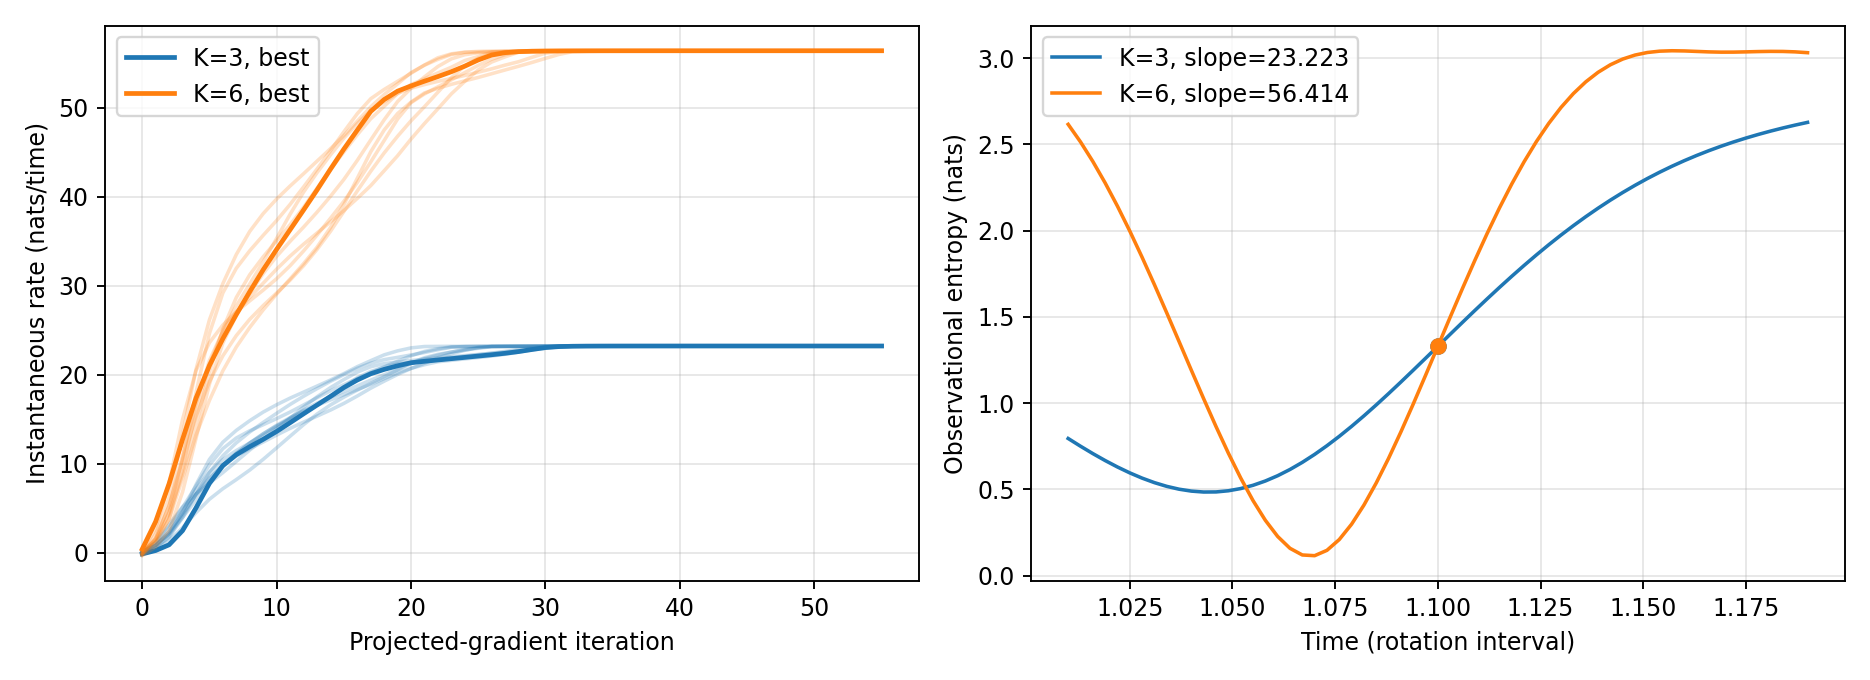 K=3, best
K=6, best
Instantaneous rate (nats/time)
50
40
30
20
10
0
0 10 20 30 40 50
Projected-gradient iteration
K=3, slope=23.223
K=6, slope=56.414
Observational entropy (nats)
3.0
2.5
2.0
1.5
1.0
0.5
0.0
1.025 1.050 1.075 1.100 1.125 1.150 1.175
Time (rotation interval)